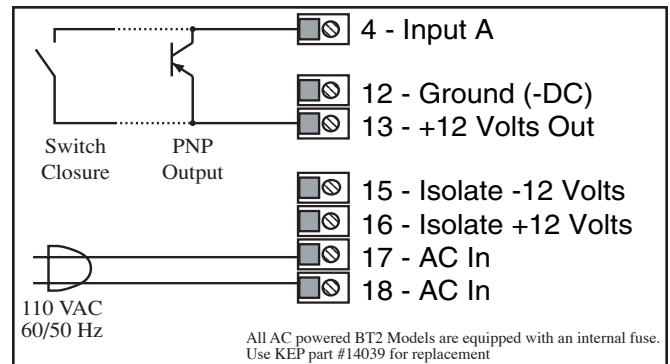 4 - Input A
12 - Ground (-DC)
13 - +12 Volts Out
Switch
Closure
PNP
Output
15 - Isolate -12 Volts
16 - Isolate +12 Volts
17 - AC In
18 - AC In
110 VAC
60/50 Hz
All AC powered BT2 Models are equipped with an internal fuse.
Use KEP part #14039 for replacement